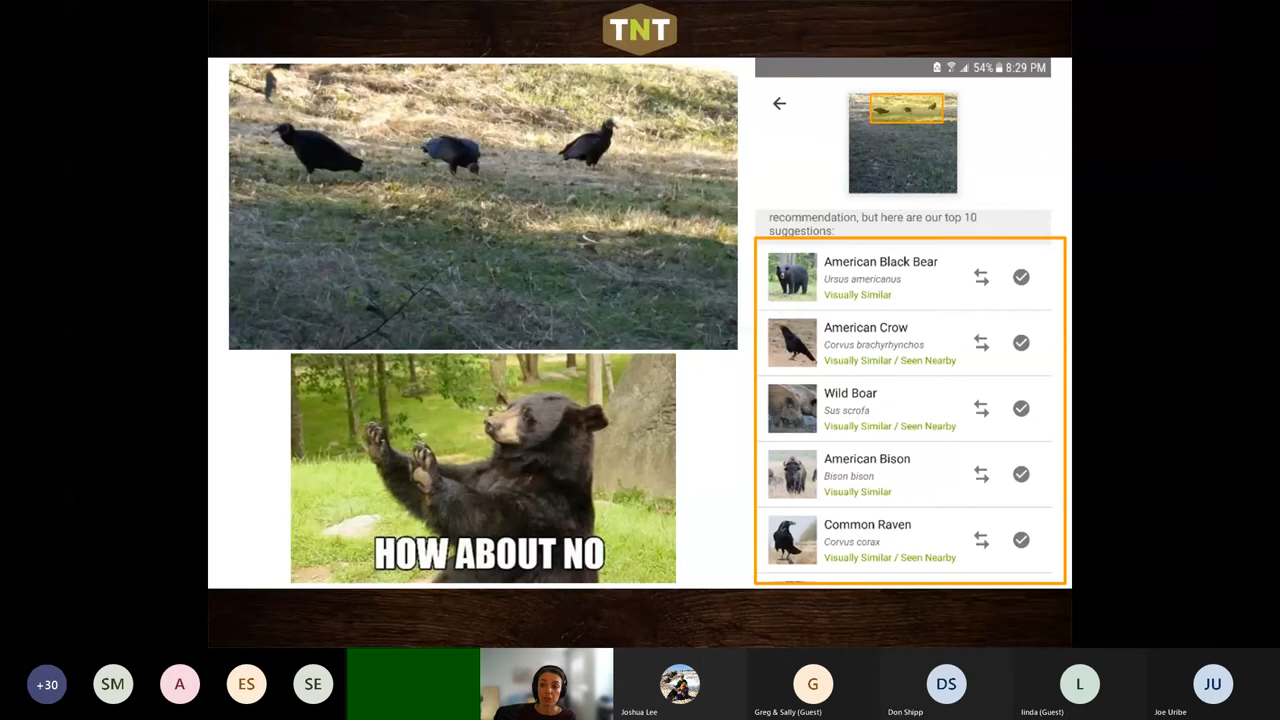 TNT
54% 8:29 PM
recommendation, but here are our top 10
suggestions:
American Black Bear
Ursus americanus
Visually Similar
American Crow
Corvus brachyrhynchos
Visually Similar / Seen Nearby
Wild Boar
Sus scrofa
Visually Similar / Seen Nearby
American Bison
Bison bison
Visually Similar
Common Raven
Corvus corax
Visually Similar / Seen Nearby
HOW ABOUT NO
+30
SM
A
ES
SE
Joshua Lee
G
Greg & Sally (Guest)
DS
Don Shipp
L
linda (Guest)
JU
Joe Uribe